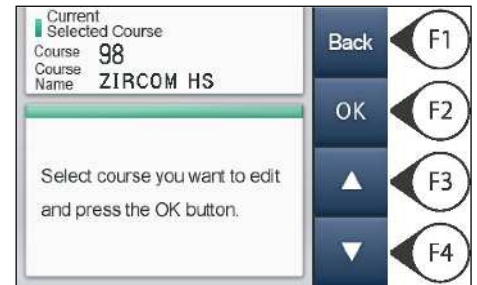 Current
Selected Course
Course 98
Course
Name ZIRCOM HS
Select course you want to edit
and press the OK button.
Back F1
OK F2
▲ F3
▼ F4